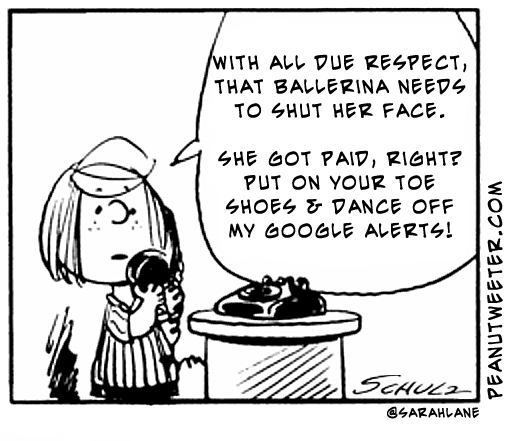 WITH ALL DUE RESPECT,
THAT BALLERINA NEEDS
TO SHUT HER FACE.
SHE GOT PAID, RIGHT?
PUT ON YOUR TOE
SHOES & DANCE OFF
MY GOOGLE ALERTS!
SCHULZ
@SARAHLANE
PEANUTWEETER.COM